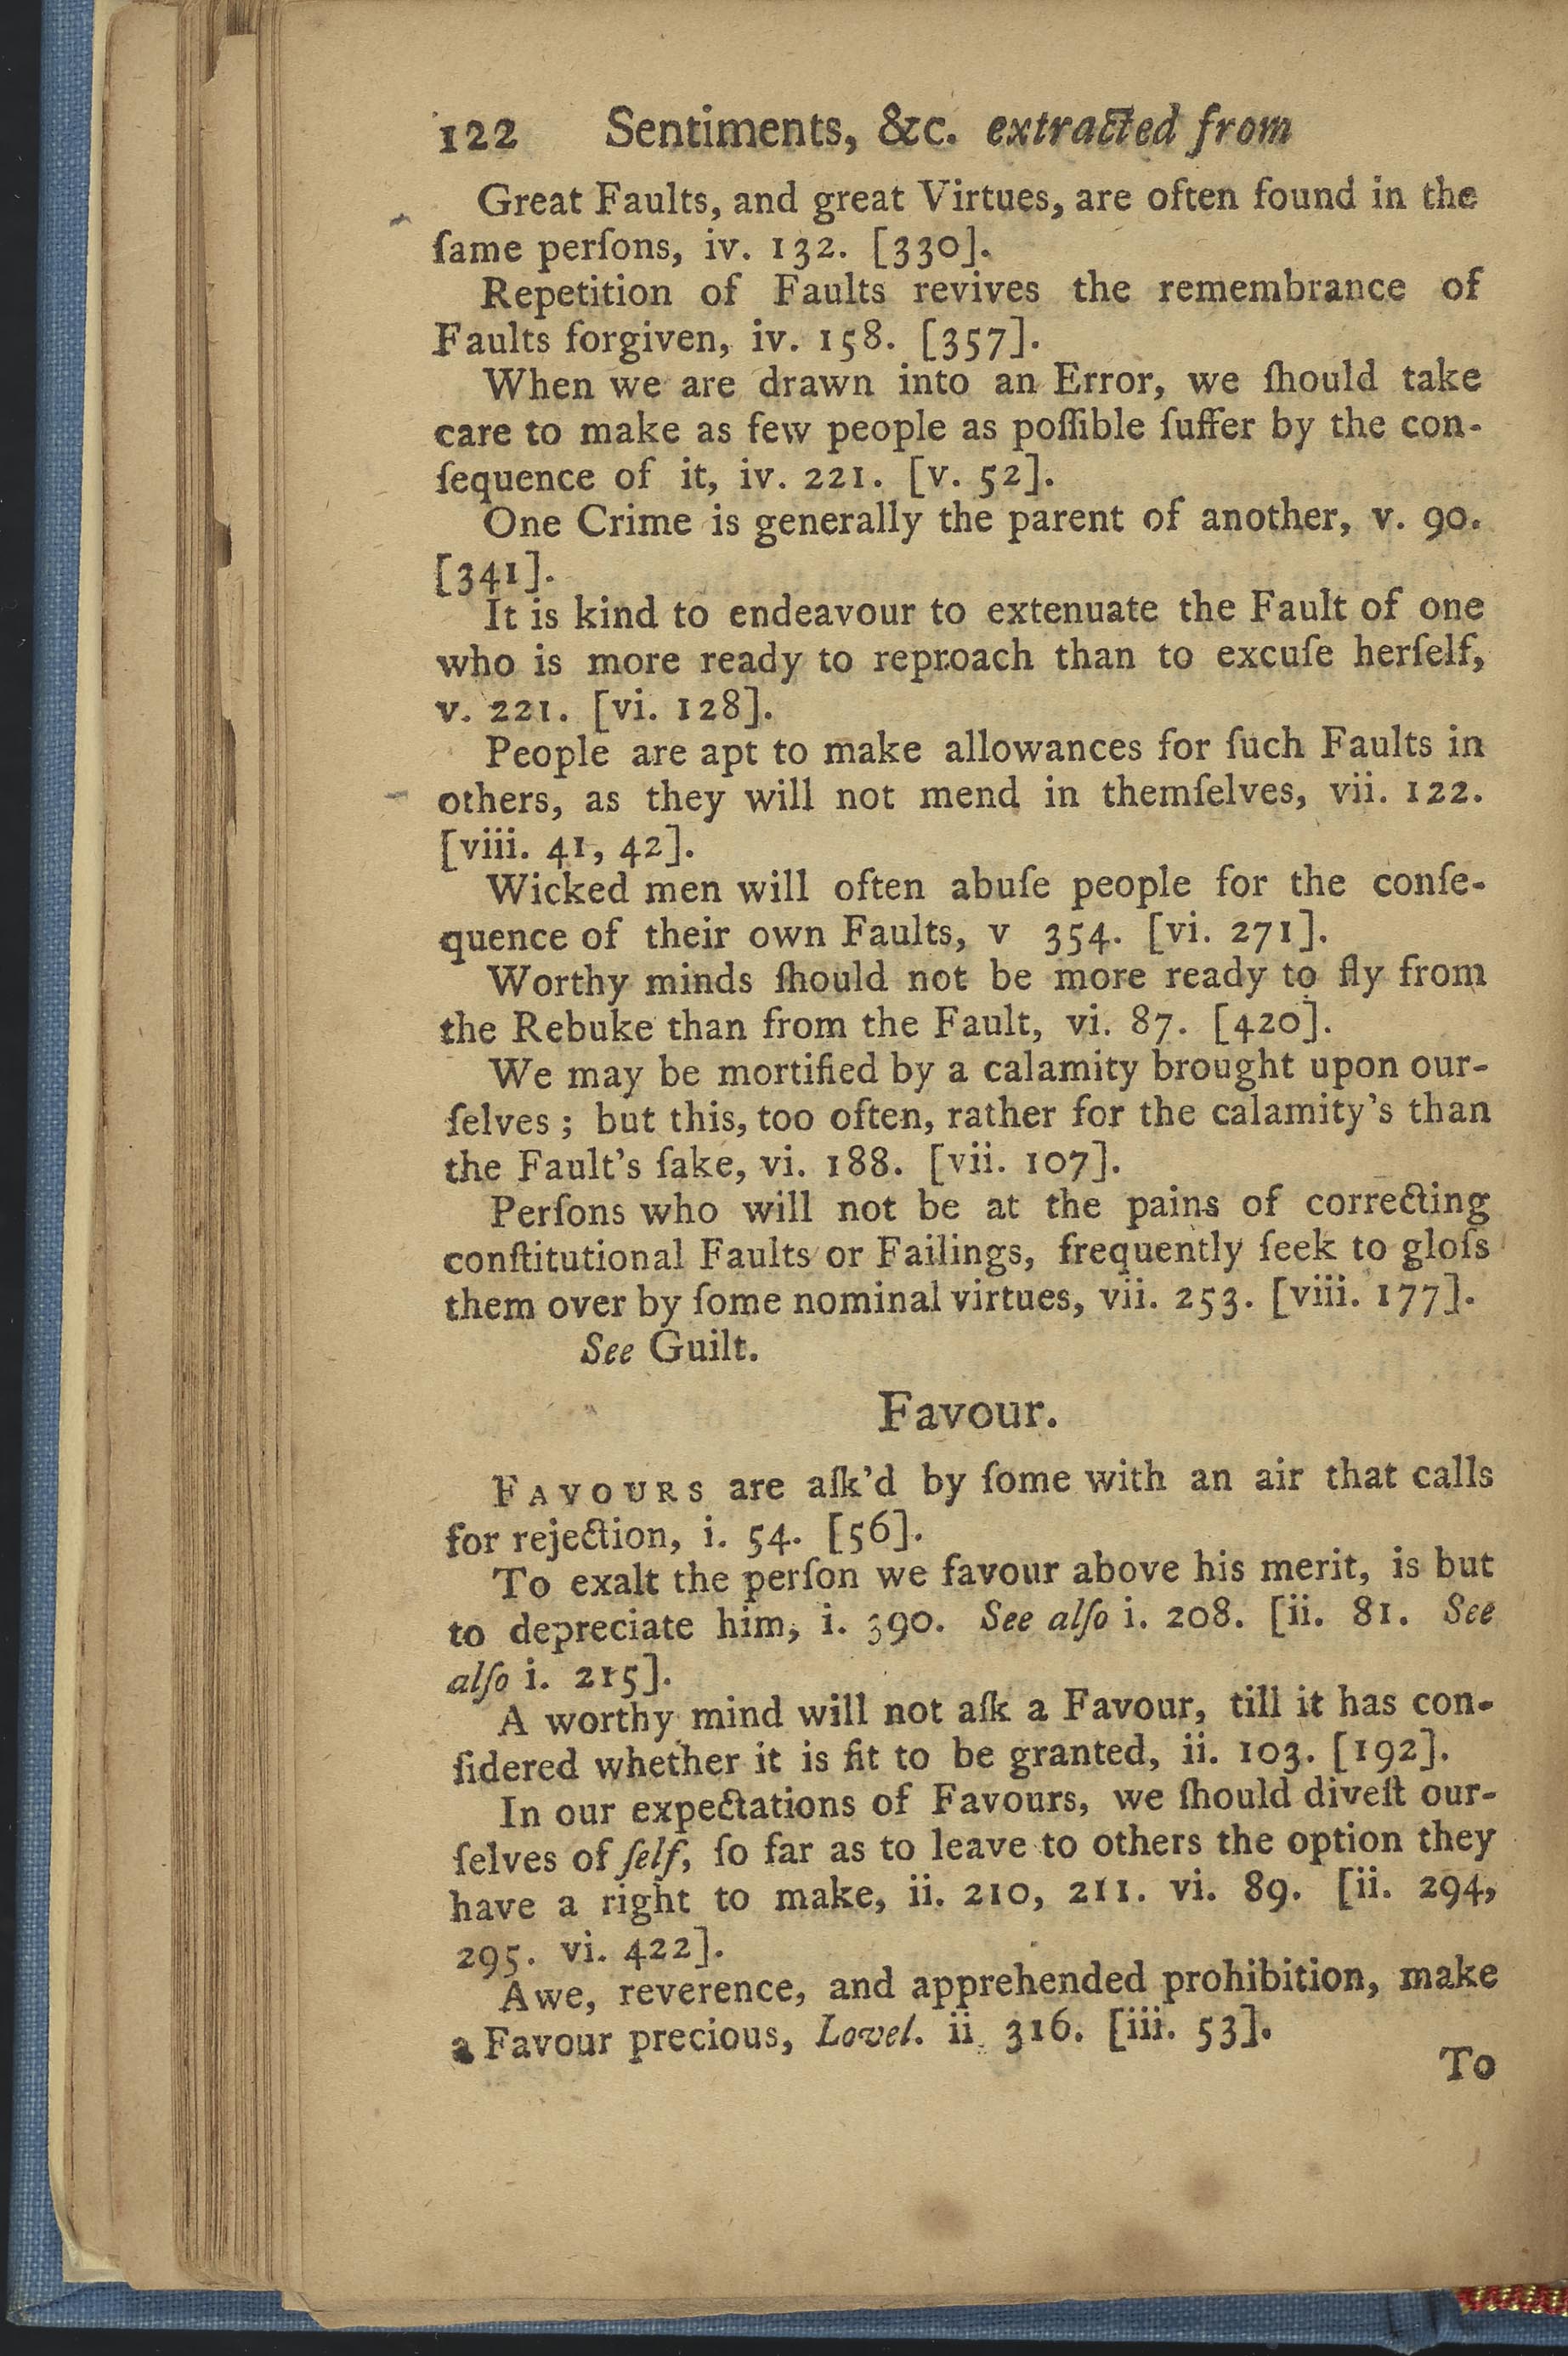 122 Sentiments, &c. extracted from
Great Faults, and great Virtues, are often found in the
ſame perſons, iv. 132. [330].
Repetition of Faults revives the remembrance of
Faults forgiven, iv. 158. [357].
When we are drawn into an Error, we ſhould take
care to make as few people as poſſible ſuffer by the con-
ſequence of it, iv. 221. [v. 52].
One Crime is generally the parent of another, v. 90.
[341].
It is kind to endeavour to extenuate the Fault of one
who is more ready to reproach than to excuſe herſelf,
v. 221. [vi. 128].
People are apt to make allowances for ſuch Faults in
others, as they will not mend in themſelves, vii. 122.
[viii. 41, 42].
Wicked men will often abuſe people for the conſe-
quence of their own Faults, v 354. [vi. 271].
Worthy minds ſhould not be more ready to fly from
the Rebuke than from the Fault, vi. 87. [420].
We may be mortified by a calamity brought upon our-
ſelves ; but this, too often, rather for the calamity's than
the Fault's ſake, vi. 188. [vii. 107].
Perſons who will not be at the pains of correcting
conſtitutional Faults or Failings, frequently ſeek to gloſs
them over by ſome nominal virtues, vii. 253. [viii. 177].
See Guilt.
Favour.
FAVOURS are aſk'd by ſome with an air that calls
for rejection, i. 54. [56].
To exalt the perſon we favour above his merit, is but
to depreciate him, i. 390. See alſo i. 208. [ii. 81. See
alſo i. 215].
A worthy mind will not aſk a Favour, till it has con-
ſidered whether it is fit to be granted, ii. 103. [192].
In our expectations of Favours, we ſhould diveſt our-
ſelves of ſelf, ſo far as to leave to others the option they
have a right to make, ii. 210, 211. vi. 89. [ii. 294,
295. vi. 422].
Awe, reverence, and apprehended prohibition, make
a Favour precious, Lovel. ii. 316. [iii. 53].
To